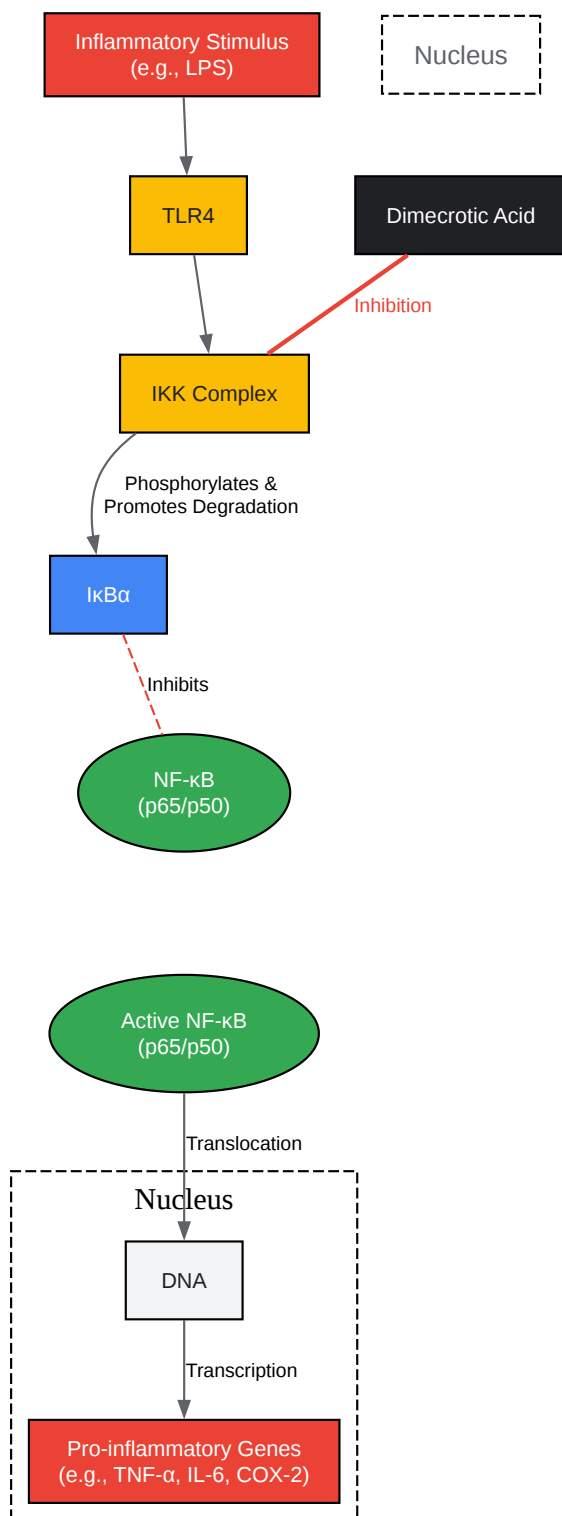 Inflammatory Stimulus
(e.g., LPS)
Nucleus
TLR4
Dimecrotic Acid
Inhibition
IKK Complex
Phosphorylates &
Promotes Degradation
IκBα
Inhibits
NF-κB
(p65/p50)
Active NF-κB
(p65/p50)
Translocation
Nucleus
DNA
Transcription
Pro-inflammatory Genes
(e.g., TNF-α, IL-6, COX-2)